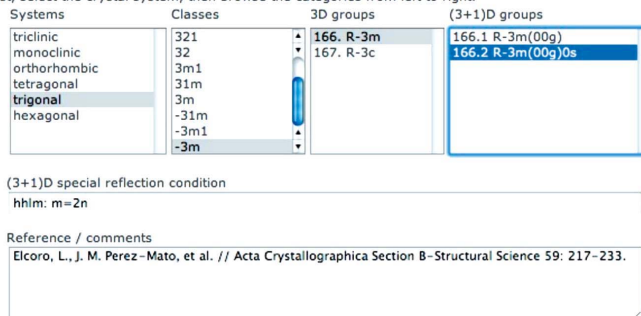 Systems Classes 3D groups (3+1)D groups
triclinic 321 166. R-3m 166.1 R-3m(00g)
monoclinic 32 167. R-3c 166.2 R-3m(00g)0s
orthorhombic 3m1
tetragonal 31m
trigonal 3m
hexagonal -31m
-3m1
-3m
(3+1)D special reflection condition
hhlm: m=2n
Reference / comments
Elcoro, L., J. M. Perez-Mato, et al. // Acta Crystallographica Section B-Structural Science 59: 217-233.